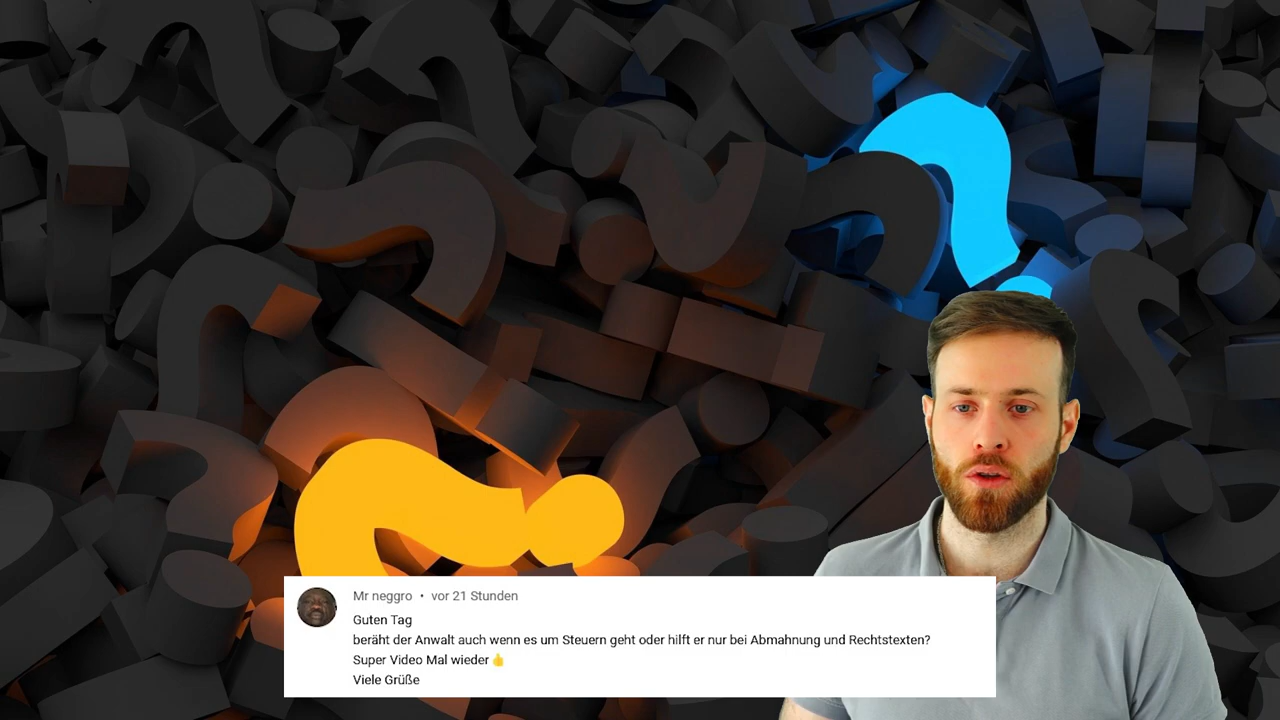 Mr neggro • vor 21 Stunden
Guten Tag
beräht der Anwalt auch wenn es um Steuern geht oder hilft er nur bei Abmahnung und Rechtstexten?
Super Video Mal wieder👍
Viele Grüße